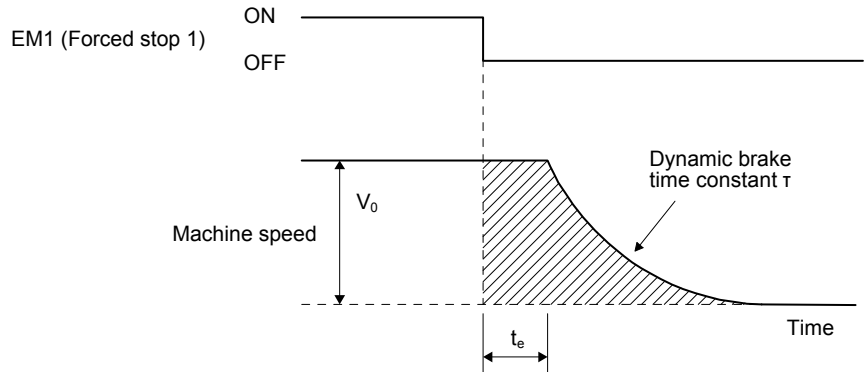 ON
EM1 (Forced stop 1)
OFF
Dynamic brake
time constant τ
V₀
Machine speed
Time
tₑ